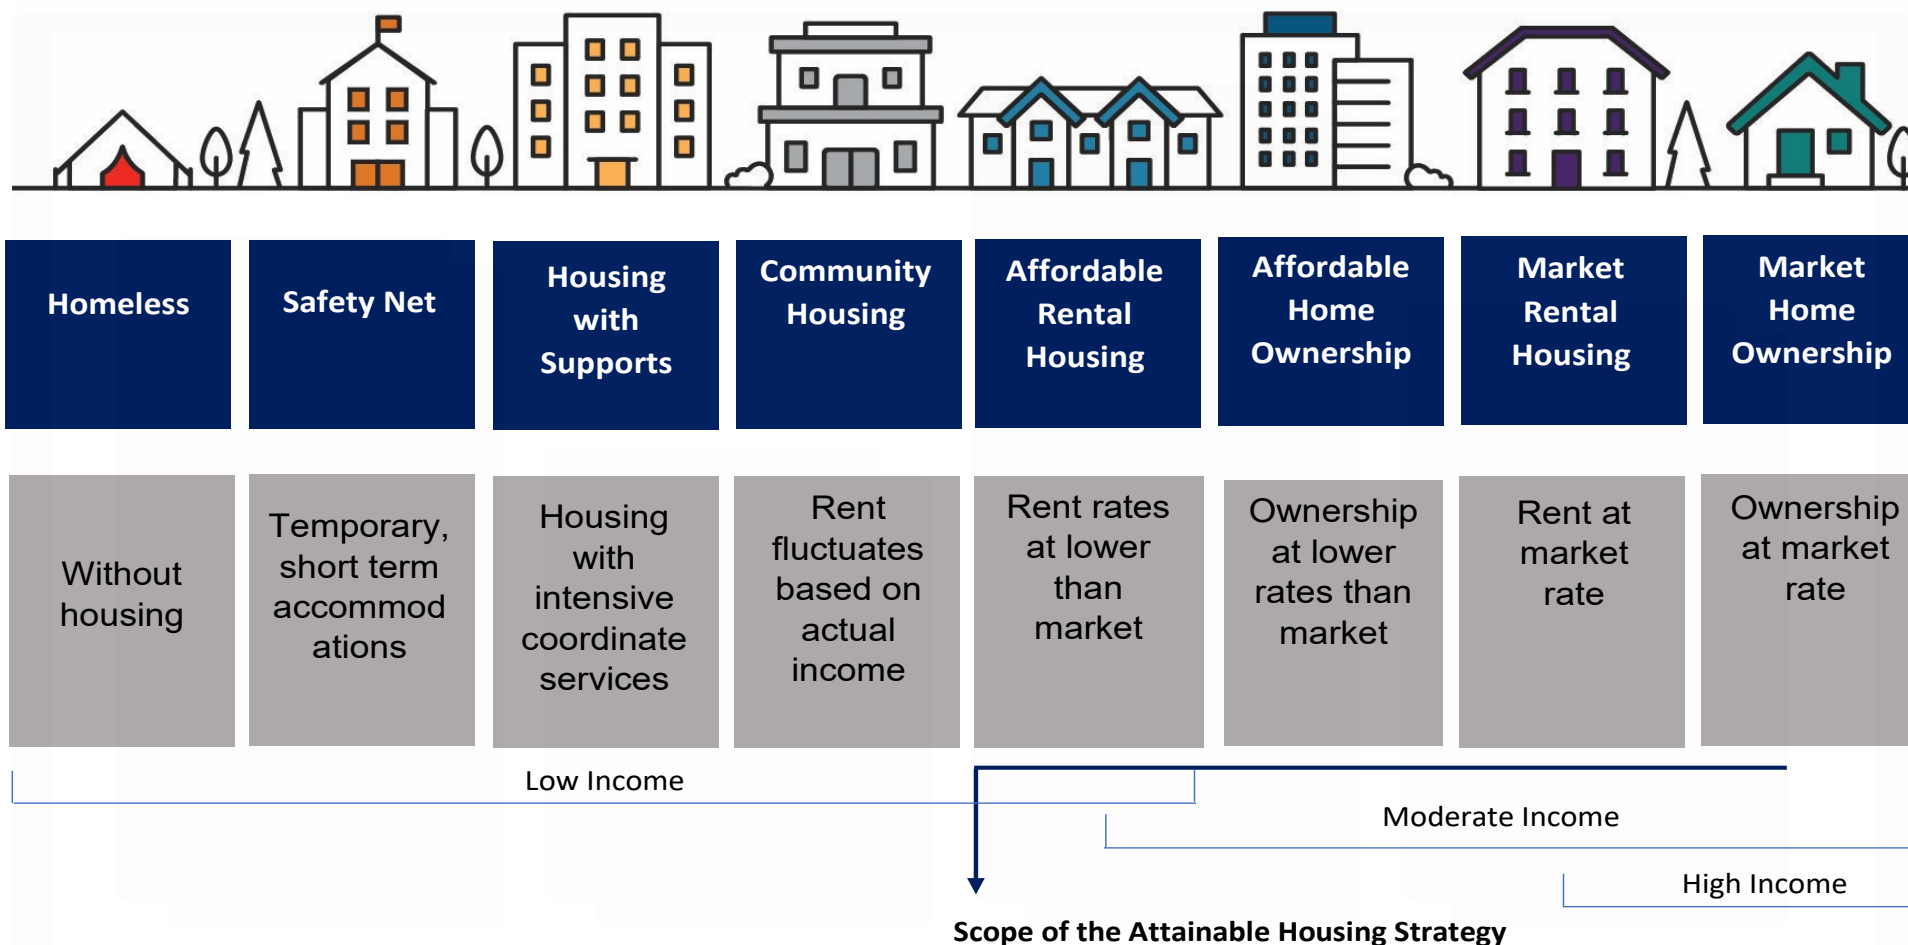 Homeless
Safety Net
Housing
with
Supports
Community
Housing
Affordable
Rental
Housing
Affordable
Home
Ownership
Market
Rental
Housing
Market
Home
Ownership
Without
housing
Temporary,
short term
accommod
ations
Housing
with
intensive
coordinate
services
Rent
fluctuates
based on
actual
income
Rent rates
at lower
than
market
Ownership
at lower
rates than
market
Rent at
market
rate
Ownership
at market
rate
Low Income
Moderate Income
High Income
Scope of the Attainable Housing Strategy